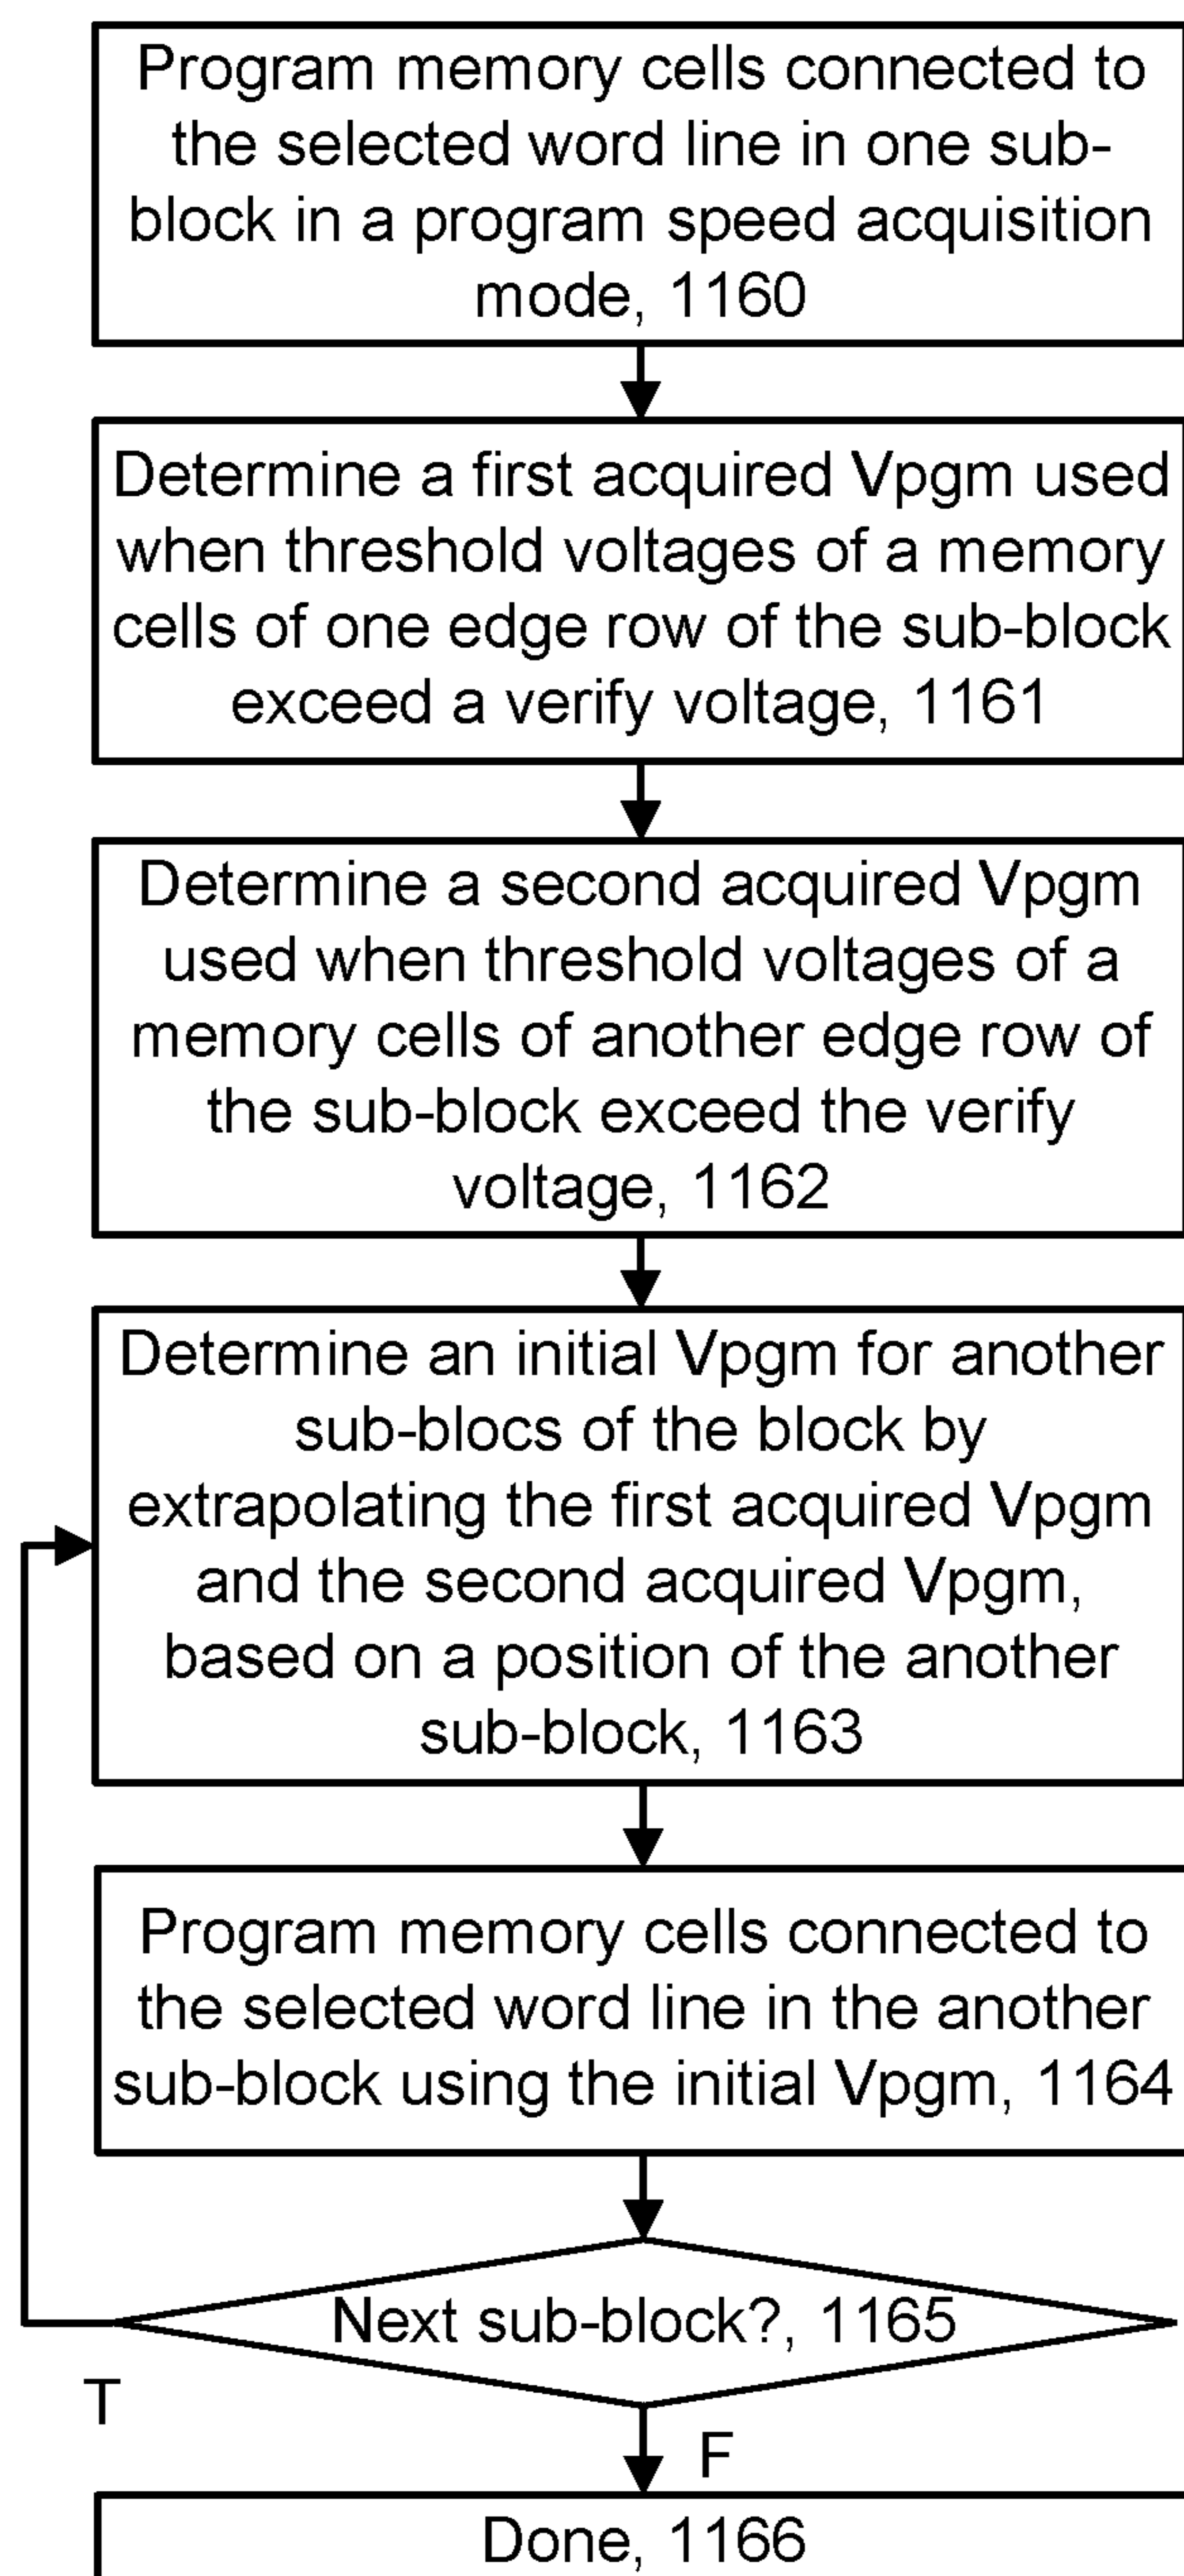 Program memory cells connected to
the selected word line in one sub-
block in a program speed acquisition
mode, 1160
Determine a first acquired Vpgm used
when threshold voltages of a memory
cells of one edge row of the sub-block
exceed a verify voltage, 1161
Determine a second acquired Vpgm
used when threshold voltages of a
memory cells of another edge row of
the sub-block exceed the verify
voltage, 1162
Determine an initial Vpgm for another
sub-blocs of the block by
extrapolating the first acquired Vpgm
and the second acquired Vpgm,
based on a position of the another
sub-block, 1163
Program memory cells connected to
the selected word line in the another
sub-block using the initial Vpgm, 1164
Next sub-block?, 1165
T
F
Done, 1166